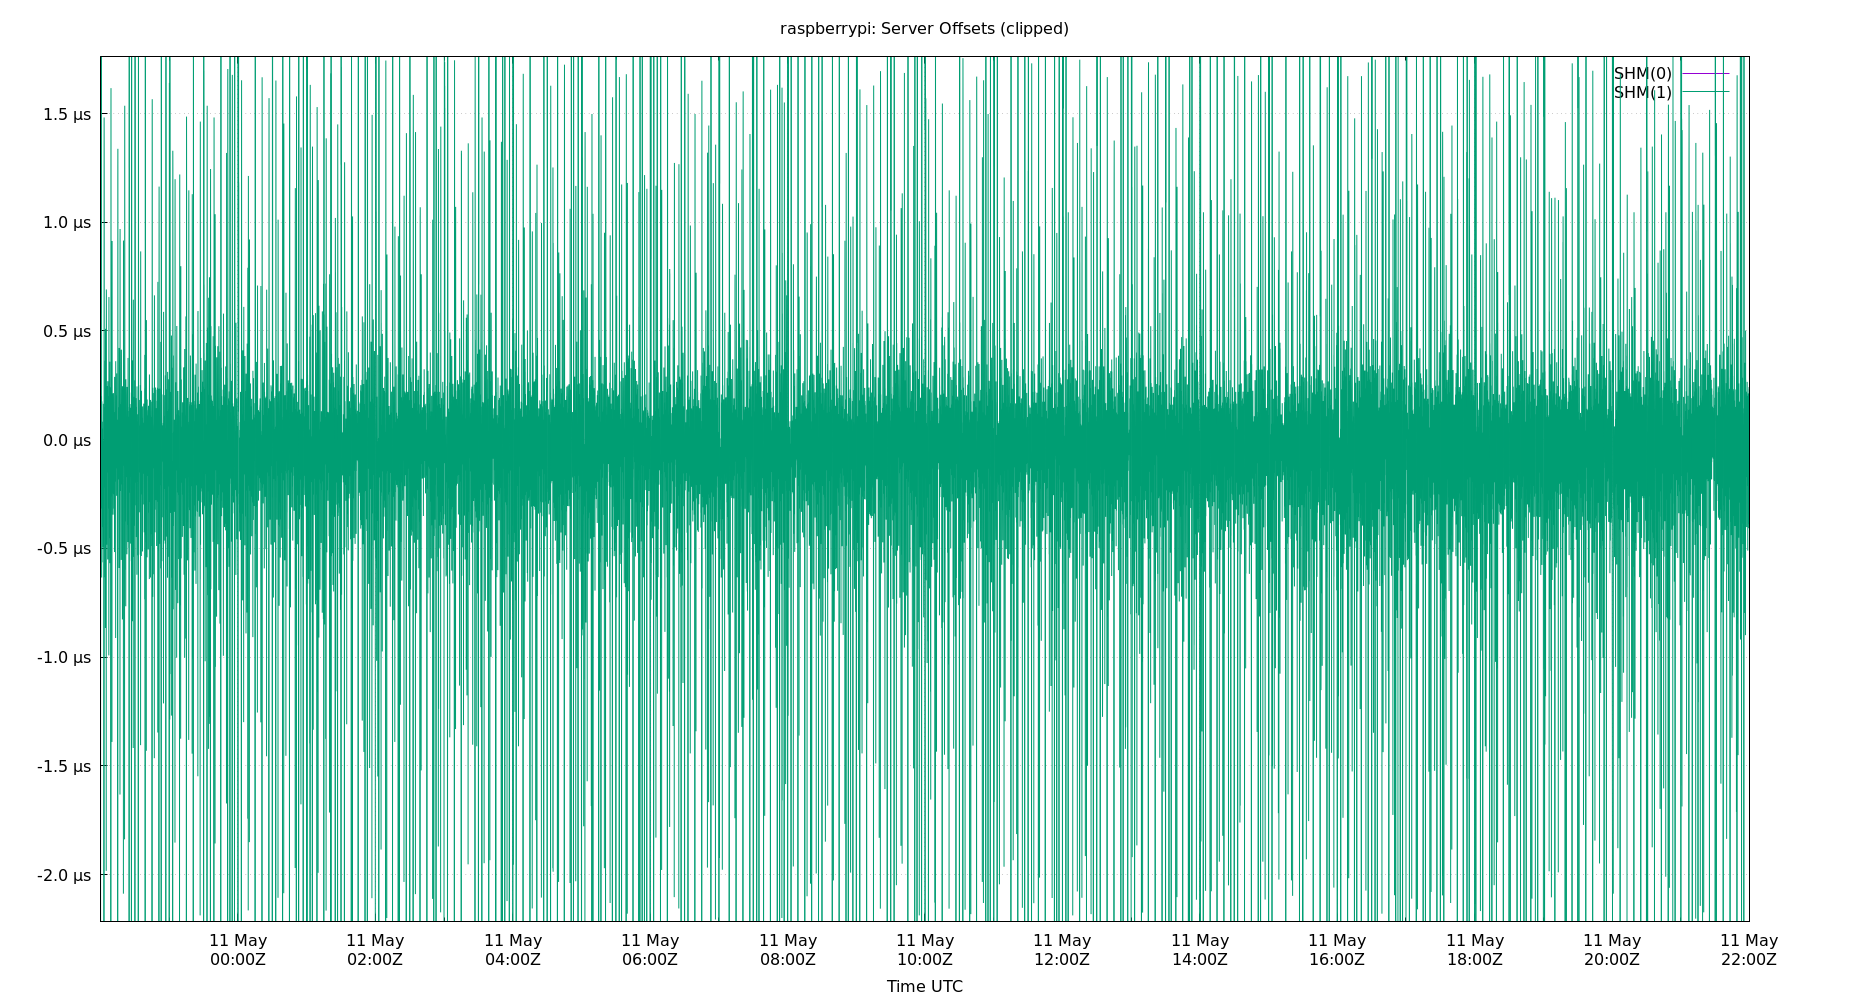 raspberrypi: Server Offsets (clipped)
SHM(0)
SHM(1)
1.5 µs
1.0 µs
0.5 µs
0.0 µs
-0.5 µs
-1.0 µs
-1.5 µs
-2.0 µs
11 May 11 May 11 May 11 May 11 May 11 May 11 May 11 May 11 May 11 May 11 May 11 May
00:00Z 02:00Z 04:00Z 06:00Z 08:00Z 10:00Z 12:00Z 14:00Z 16:00Z 18:00Z 20:00Z 22:00Z
Time UTC